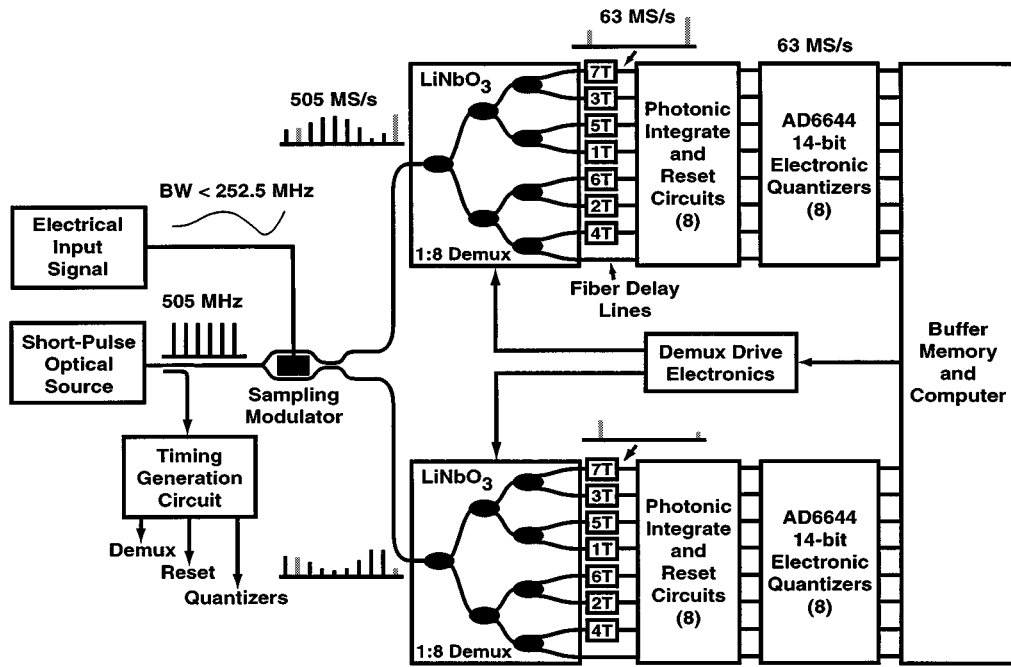 63 MS/s
63 MS/s
505 MS/s
LiNbO3
7T
3T
5T
1T
6T
2T
4T
1:8 Demux
Photonic
Integrate
and
Reset
Circuits
(8)
AD6644
14-bit
Electronic
Quantizers
(8)
BW < 252.5 MHz
Electrical
Input
Signal
505 MHz
Short-Pulse
Optical
Source
Sampling
Modulator
Fiber Delay
Lines
Demux Drive
Electronics
Buffer
Memory
and
Computer
Timing
Generation
Circuit
Demux
Reset
Quantizers
LiNbO3
7T
3T
5T
1T
6T
2T
4T
1:8 Demux
Photonic
Integrate
and
Reset
Circuits
(8)
AD6644
14-bit
Electronic
Quantizers
(8)